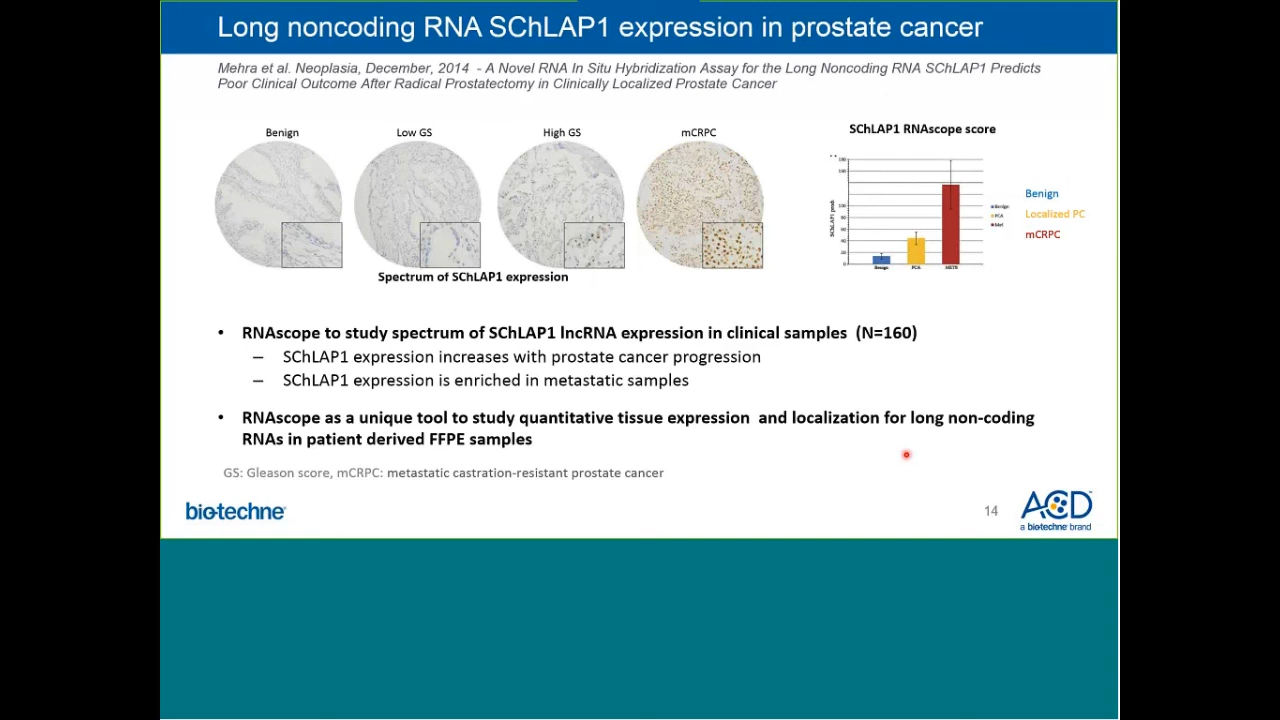 Long noncoding RNA SChLAP1 expression in prostate cancer
Mehra et al. Neoplasia, December, 2014 - A Novel RNA In Situ Hybridization Assay for the Long Noncoding RNA SChLAP1 Predicts
Poor Clinical Outcome After Radical Prostatectomy in Clinically Localized Prostate Cancer
Benign
Low GS
High GS
mCRPC
Spectrum of SChLAP1 expression
SChLAP1 RNAscope score
Benign
PCA
Benign
Localized PC
mCRPC
• RNAscope to study spectrum of SChLAP1 lncRNA expression in clinical samples (N=160)
– SChLAP1 expression increases with prostate cancer progression
– SChLAP1 expression is enriched in metastatic samples
• RNAscope as a unique tool to study quantitative tissue expression and localization for long non-coding
RNAs in patient derived FFPE samples
GS: Gleason score, mCRPC: metastatic castration-resistant prostate cancer
bio-techne
14
ACD
a bio-techne brand